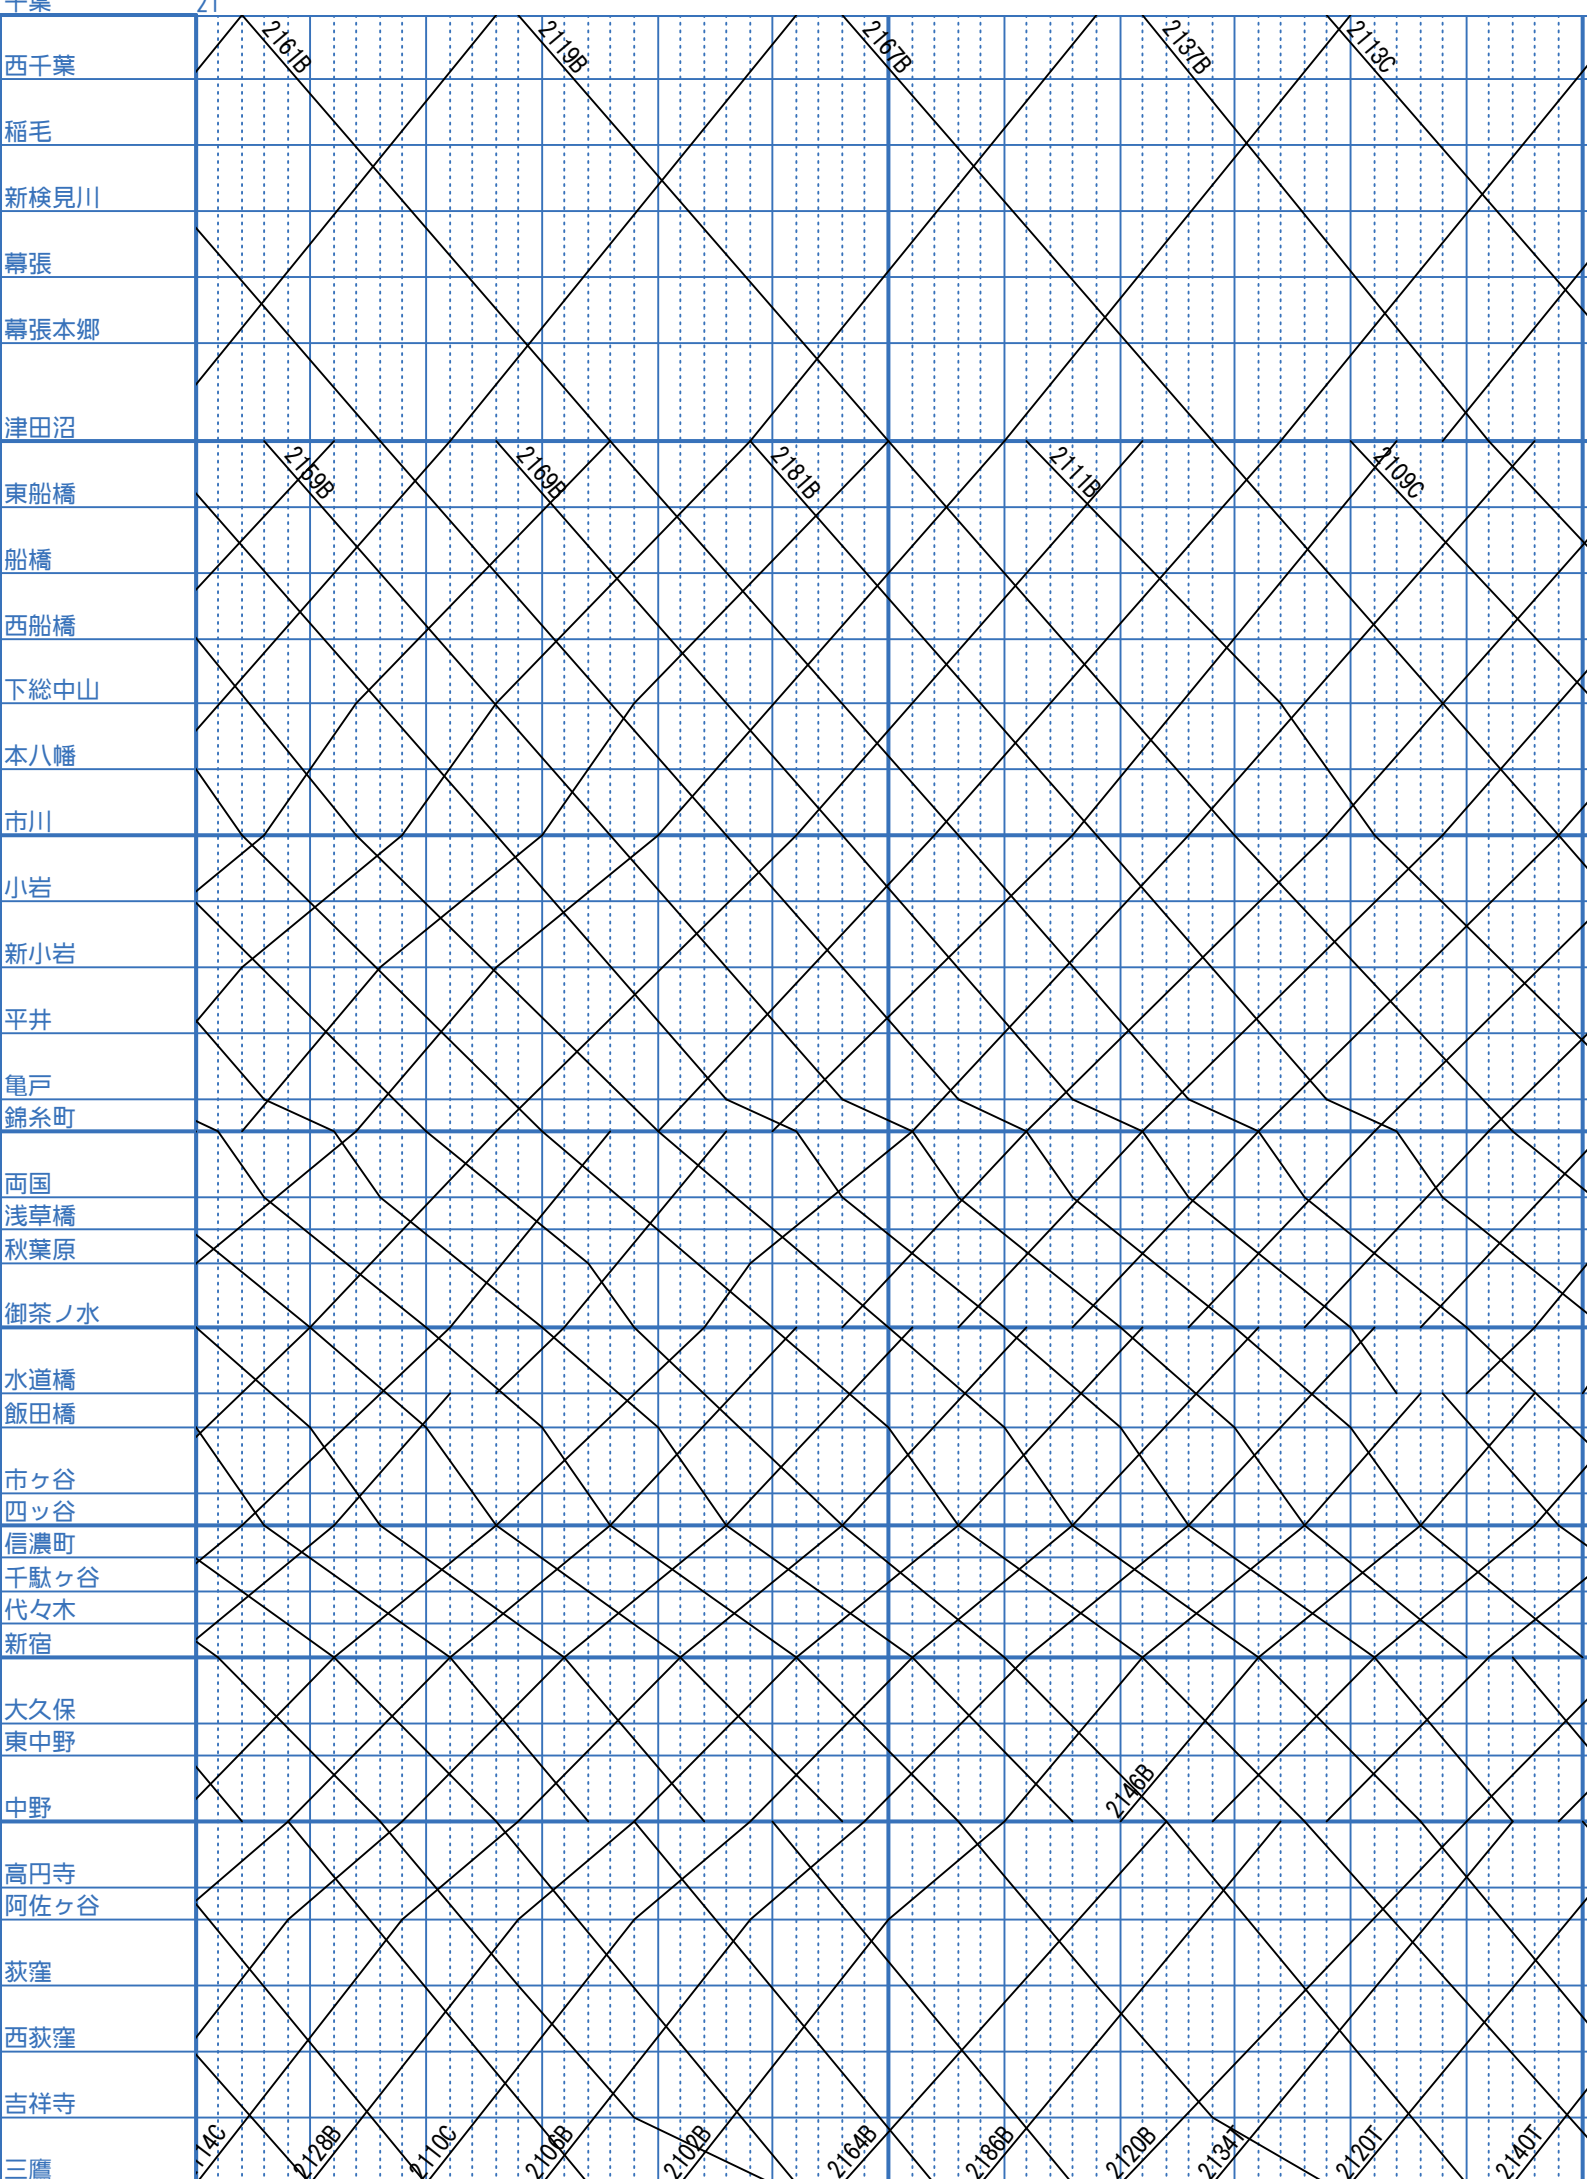 千葉 21
2161B 2119B 2167B 2137B 2113C
西千葉
稲毛
新検見川
幕張
幕張本郷
津田沼
2159B 2169B 2181B 2111B 2109C
東船橋
船橋
西船橋
下総中山
本八幡
市川
小岩
新小岩
平井
亀戸
錦糸町
両国
浅草橋
秋葉原
御茶ノ水
水道橋
飯田橋
市ヶ谷
四ッ谷
信濃町
千駄ヶ谷
代々木
新宿
大久保
東中野
2146B
中野
高円寺
阿佐ヶ谷
荻窪
西荻窪
吉祥寺
114C 2128B 2110C 2106B 2102B 2164B 2186B 2120B 2134T 2120T 2140T
三鷹